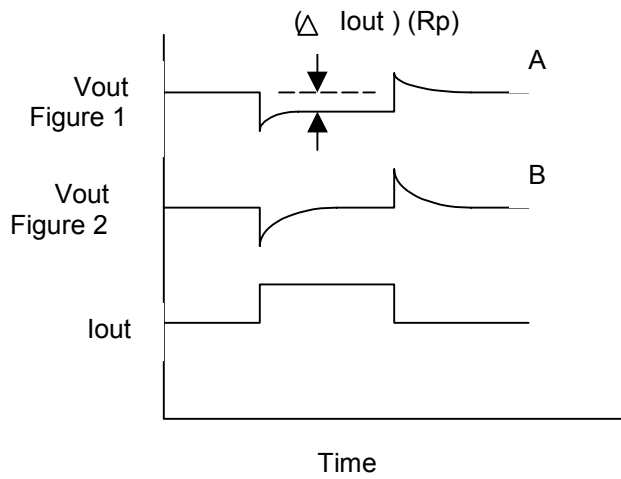 (△ Iout ) (Rp)
A
Vout
Figure 1
B
Vout
Figure 2
Iout
Time